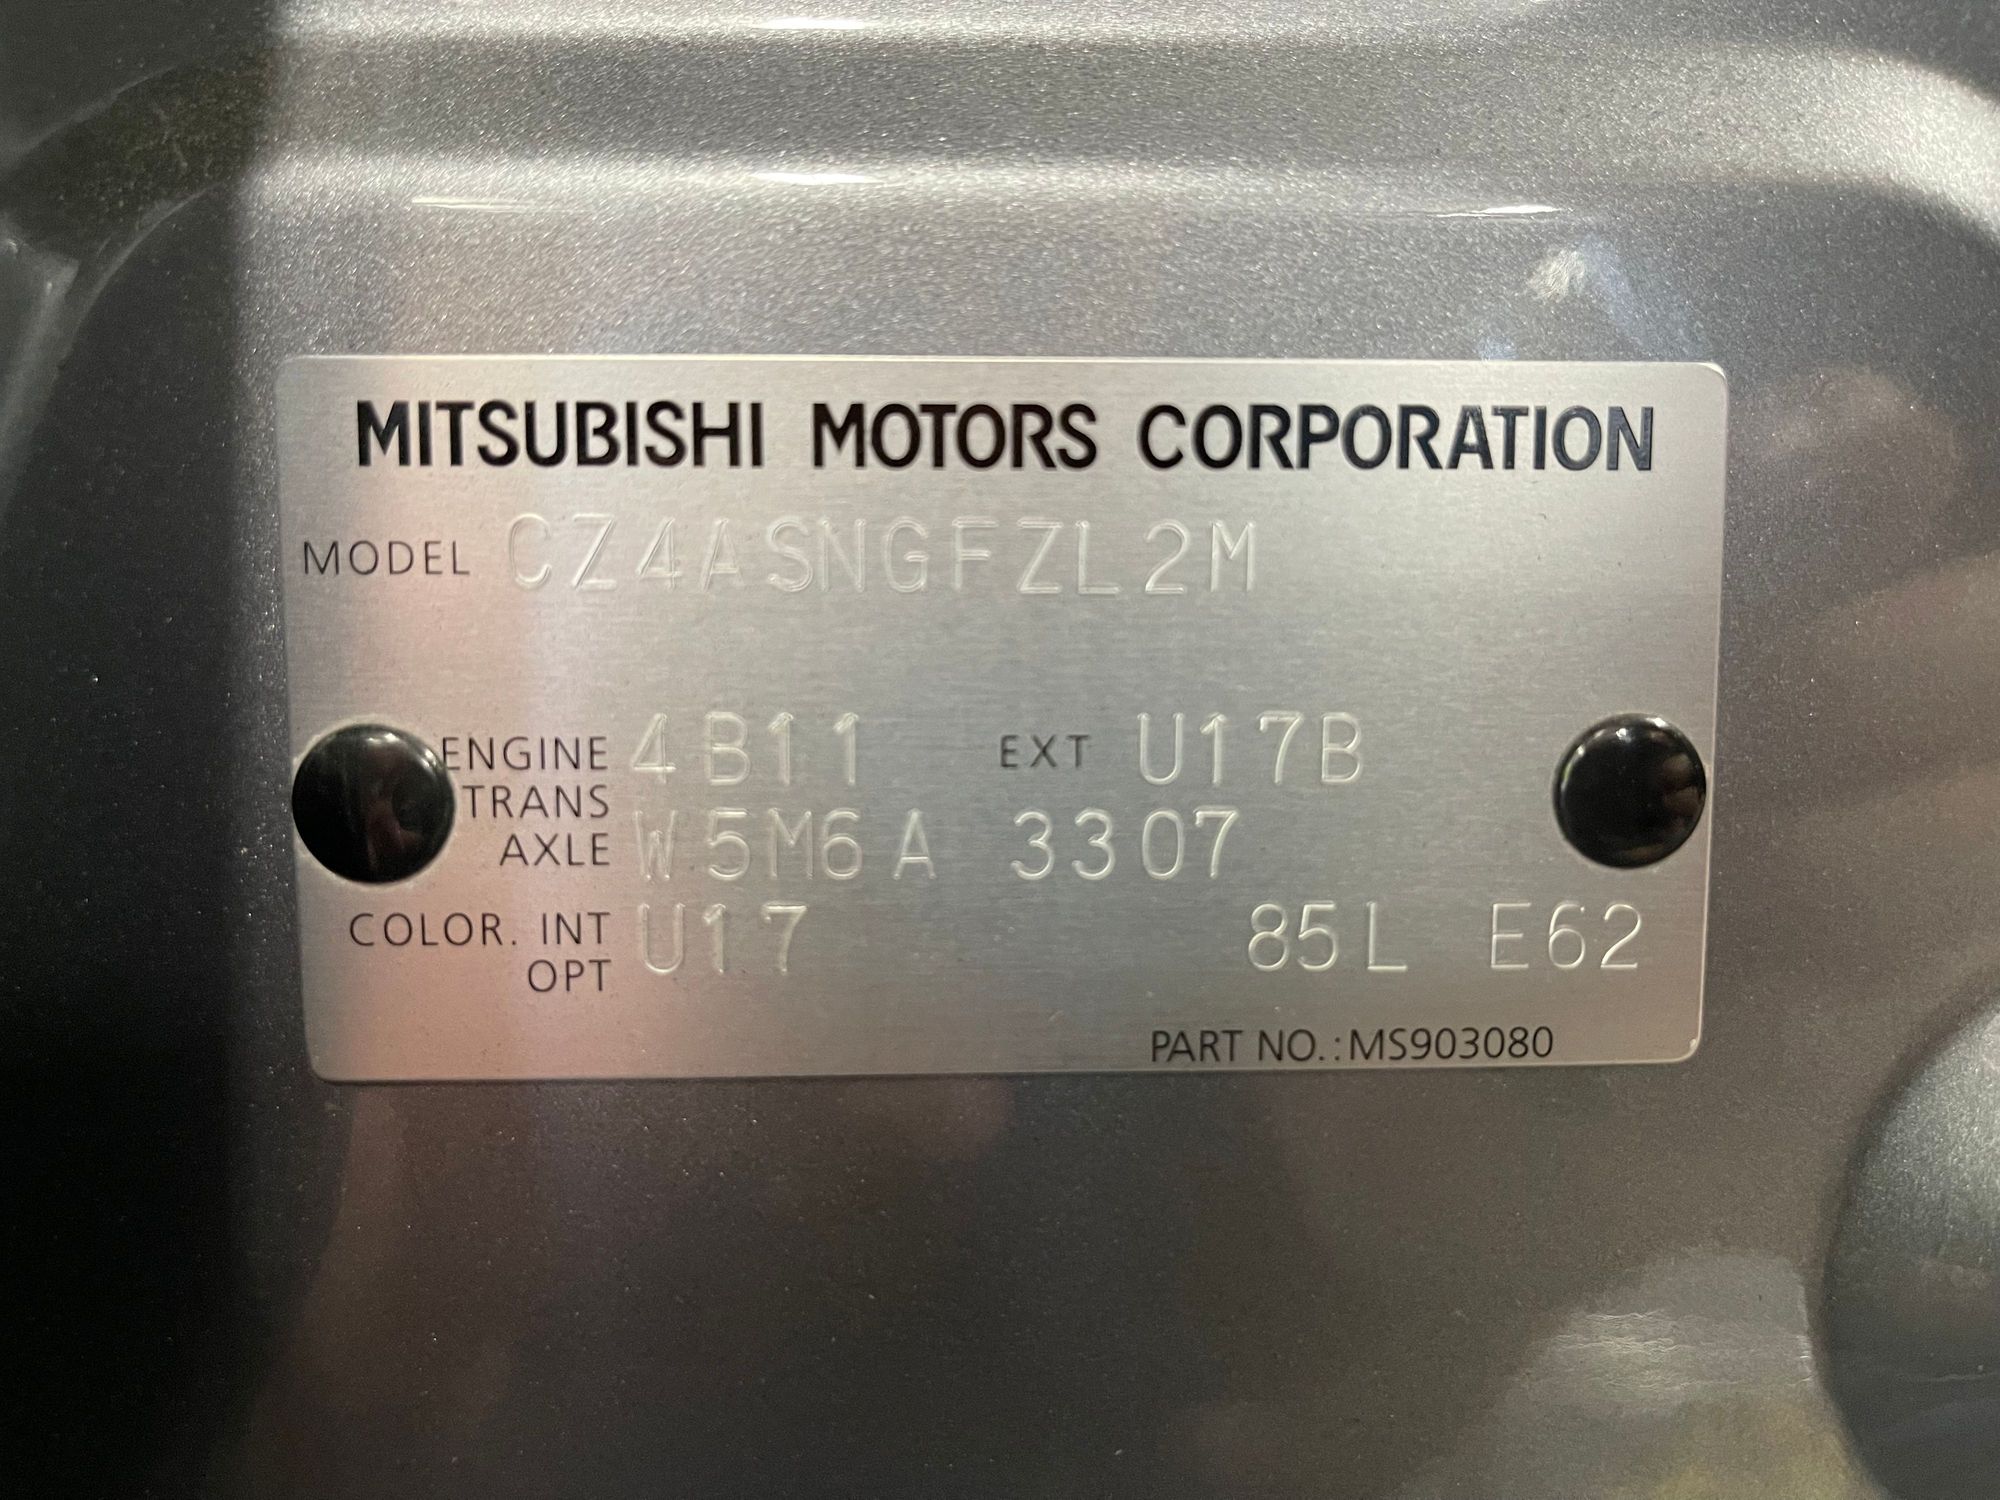 MITSUBISHI MOTORS CORPORATION
MODEL CZ4ASNGFZL2M
ENGINE 4B11 EXT U17B
TRANS
AXLE W5M6A 3307
COLOR. INT U17 85L E62
OPT
PART NO.:MS903080